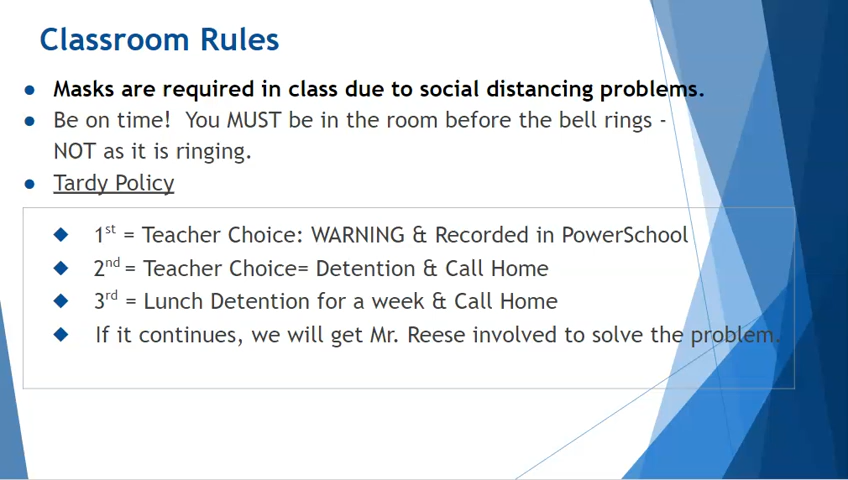 Classroom Rules
● Masks are required in class due to social distancing problems.
● Be on time!  You MUST be in the room before the bell rings -
NOT as it is ringing.
● Tardy Policy
◆ 1st = Teacher Choice: WARNING & Recorded in PowerSchool
◆ 2nd = Teacher Choice= Detention & Call Home
◆ 3rd = Lunch Detention for a week & Call Home
◆ If it continues, we will get Mr. Reese involved to solve the problem.